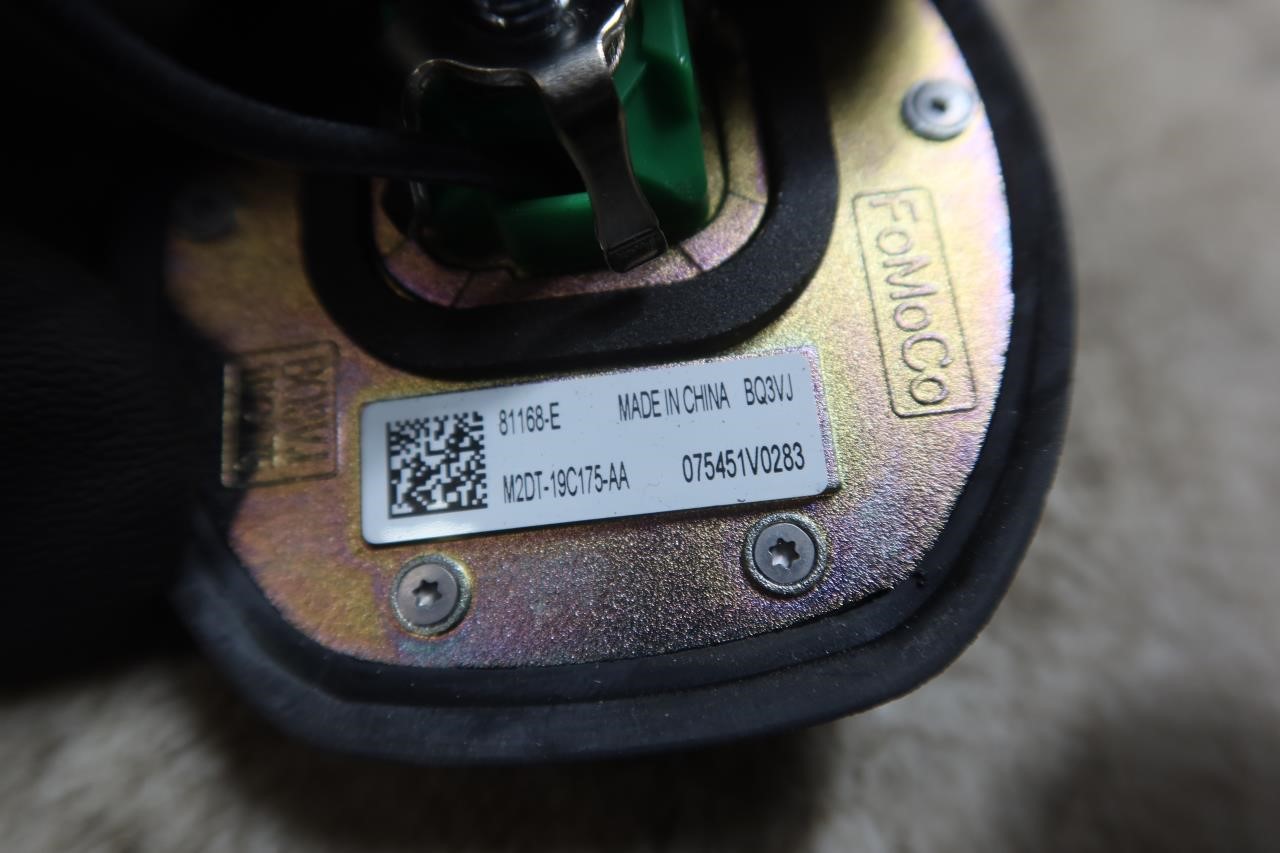 FoMoCo
81168-E MADE IN CHINA BQ3VJ
M2DT-19C175-AA 075451V0283